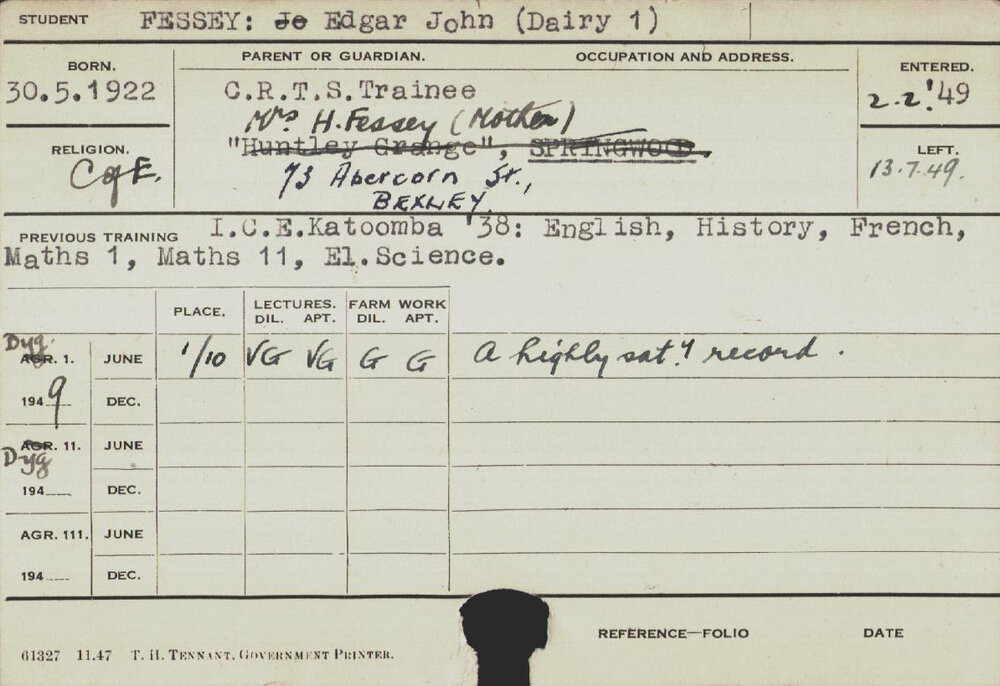 STUDENT FESSEY: Je Edgar John (Dairy 1)
BORN. PARENT OR GUARDIAN. OCCUPATION AND ADDRESS. ENTERED.
30.5.1922 C.R.T.S.Trainee 2.2.'49
Mrs H. Fessey (Mother)
RELIGION. "Huntley Grange", SPRINGWOOD. LEFT.
C of E. 73 Abercorn St., 13.7.49.
BEXLEY
PREVIOUS TRAINING I.C.E.Katoomba '38: English, History, French,
Maths 1, Maths 11, El.Science.
PLACE. LECTURES. FARM WORK
DIL. APT. DIL. APT.
Dyg.
AGR. 1. JUNE 1/10 VG VG G G A highly sat.y record.
1949 DEC.
AGR. 11. JUNE
Dyg
194 DEC.
AGR. 111. JUNE
194 DEC.
REFERENCE—FOLIO DATE
61327 11.47 T. H. TENNANT, GOVERNMENT PRINTER.